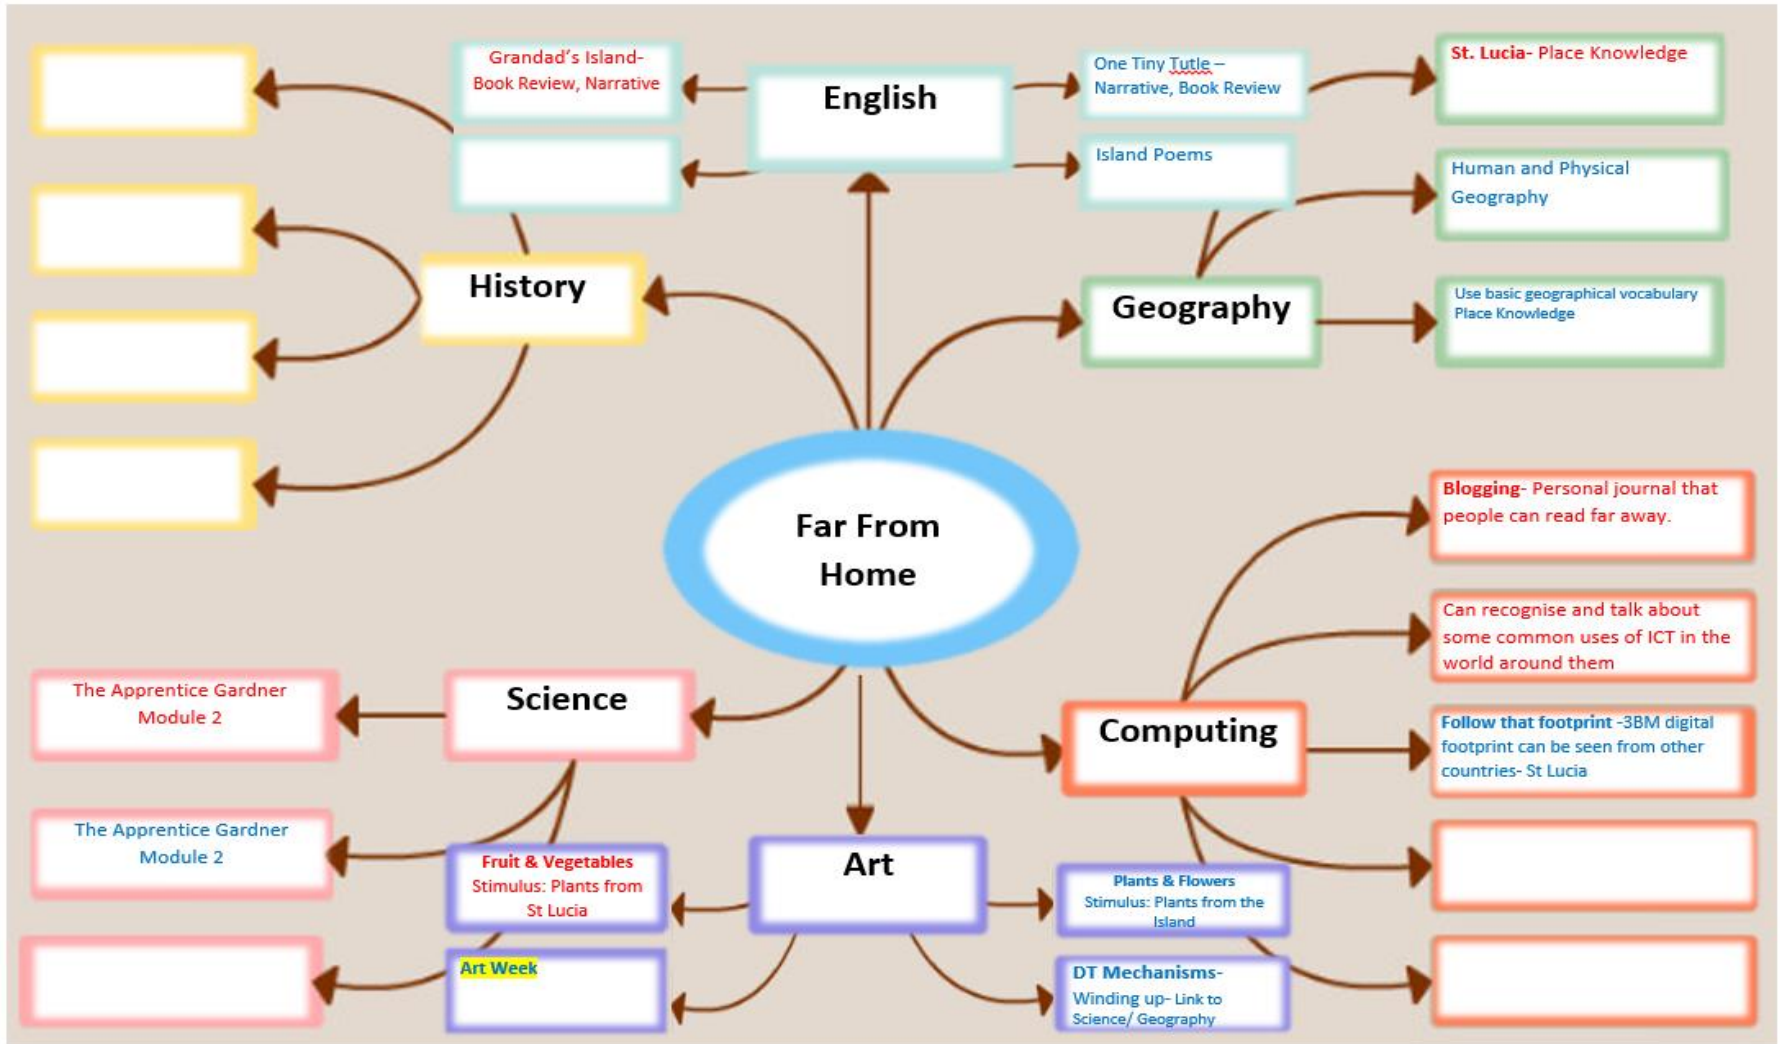 Grandad's Island-
Book Review, Narrative
English
One Tiny Tutle –
Narrative, Book Review
Island Poems
St. Lucia- Place Knowledge
Human and Physical
Geography
History
Geography
Use basic geographical vocabulary
Place Knowledge
Far From
Home
Blogging- Personal journal that
people can read far away.
Can recognise and talk about
some common uses of ICT in the
world around them
Computing
Follow that footprint -3BM digital
footprint can be seen from other
countries- St Lucia
Science
The Apprentice Gardner
Module 2
The Apprentice Gardner
Module 2
Art
Fruit & Vegetables
Stimulus: Plants from
St Lucia
Art Week
Plants & Flowers
Stimulus: Plants from the
Island
DT Mechanisms-
Winding up- Link to
Science/ Geography